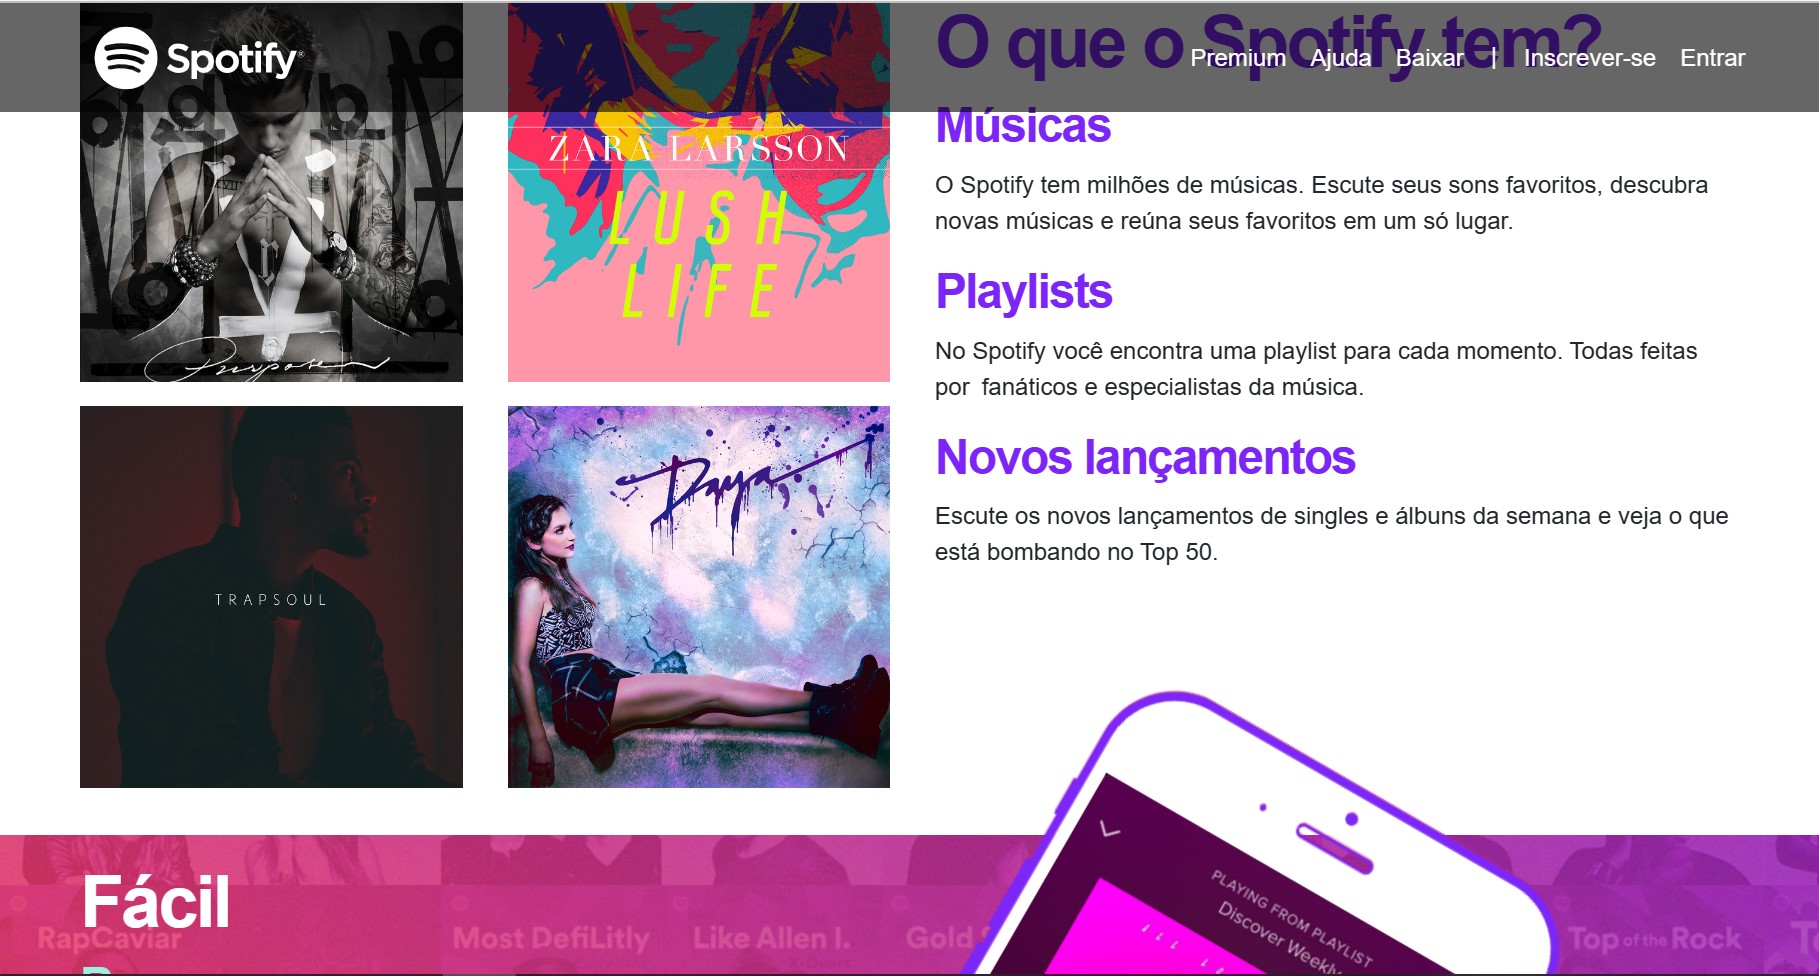 Spotify®
Premium Ajuda Baixar | Inscrever-se Entrar
O que o Spotify tem?
Purpose
ZARA LARSSON
LUSH
LIFE
Músicas
O Spotify tem milhões de músicas. Escute seus sons favoritos, descubra
novas músicas e reúna seus favoritos em um só lugar.
Playlists
No Spotify você encontra uma playlist para cada momento. Todas feitas
por  fanáticos e especialistas da música.
TRAPSOUL
Daya
Novos lançamentos
Escute os novos lançamentos de singles e álbuns da semana e veja o que
está bombando no Top 50.
Fácil
RapCaviar
Most DefiLitly
Like Allen I.
Gold
PLAYING FROM PLAYLIST
Discover Weekly
Top of the Rock